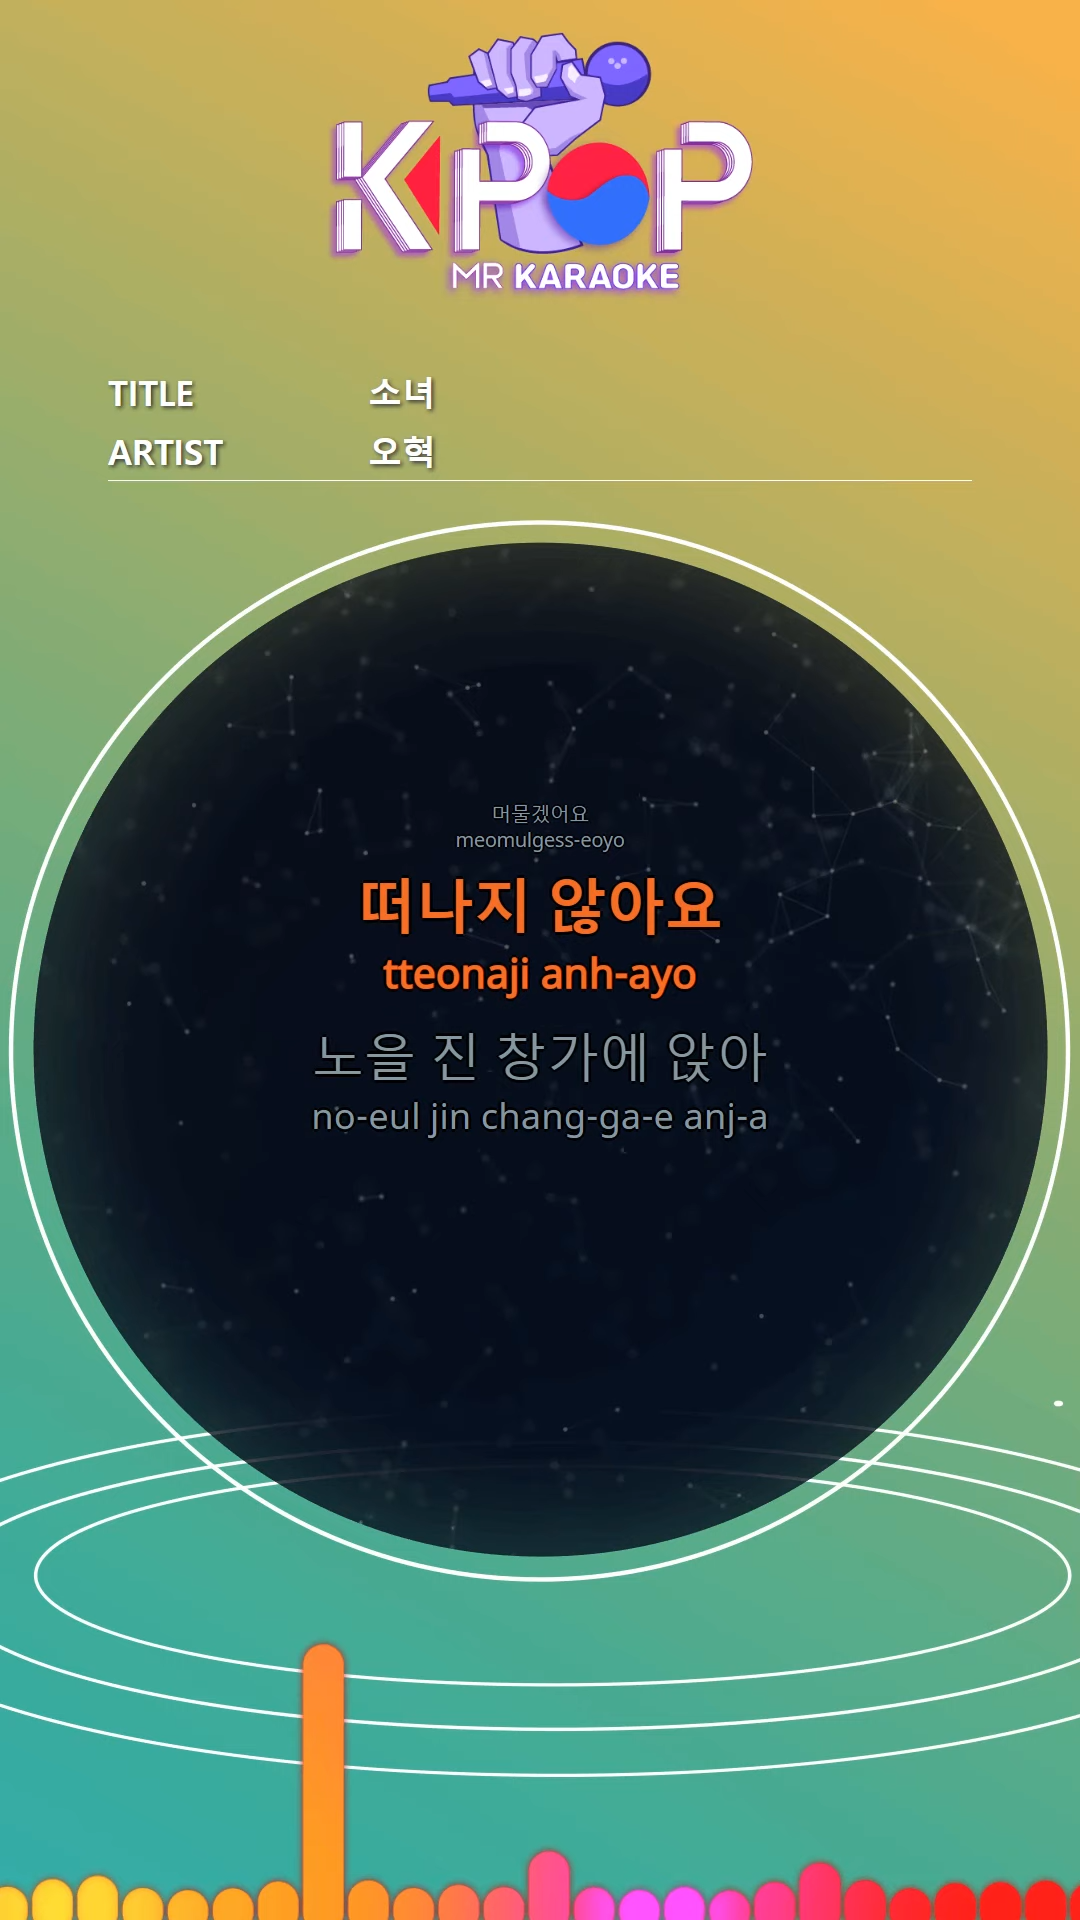 KPOP
MR KARAOKE
TITLE 소녀
ARTIST 오혁
머물겠어요
meomulgess-eoyo
떠나지 않아요
tteonaji anh-ayo
노을 진 창가에 앉아
no-eul jin chang-ga-e anj-a